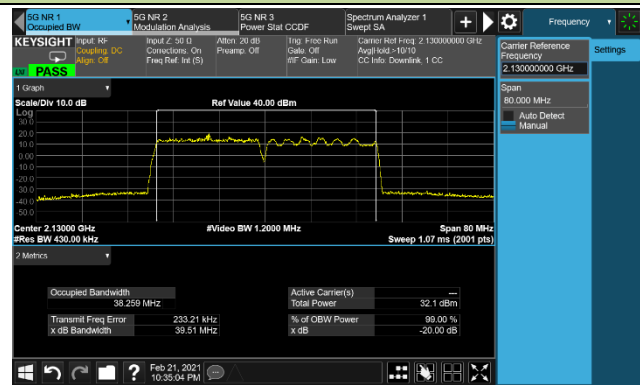 5G NR 1
Occupied BW
5G NR 2
Modulation Analysis
5G NR 3
Power Stat CCDF
Spectrum Analyzer 1
Swept SA
Frequency
KEYSIGHT
Input: RF
Coupling: DC
Align: Off
Input Z: 50 Ω
Corrections: On
Freq Ref: Int (S)
Atten: 20 dB
Preamp: Off
Trig: Free Run
Gate: Off
#IF Gain: Low
Carrier Ref Freq: 2.130000000 GHz
Avg|Hold:>10/10
CC Info: Downlink, 1 CC
PASS
1 Graph
Scale/Div 10.0 dB
Ref Value 40.00 dBm
Log
30.0
20.0
10.0
0.00
-10.0
-20.0
-30.0
-40.0
-50.0
Center 2.13000 GHz
#Res BW 430.00 kHz
#Video BW 1.2000 MHz
Span 80 MHz
Sweep 1.07 ms (2001 pts)
2 Metrics
Occupied Bandwidth
38.259 MHz
Transmit Freq Error 233.21 kHz
x dB Bandwidth 39.51 MHz
Active Carrier(s) ---
Total Power 32.1 dBm
% of OBW Power 99.00 %
x dB -20.00 dB
Carrier Reference
Frequency
2.130000000 GHz
Span
80.000 MHz
Auto Detect
Manual
Settings
Feb 21, 2021
10:35:04 PM